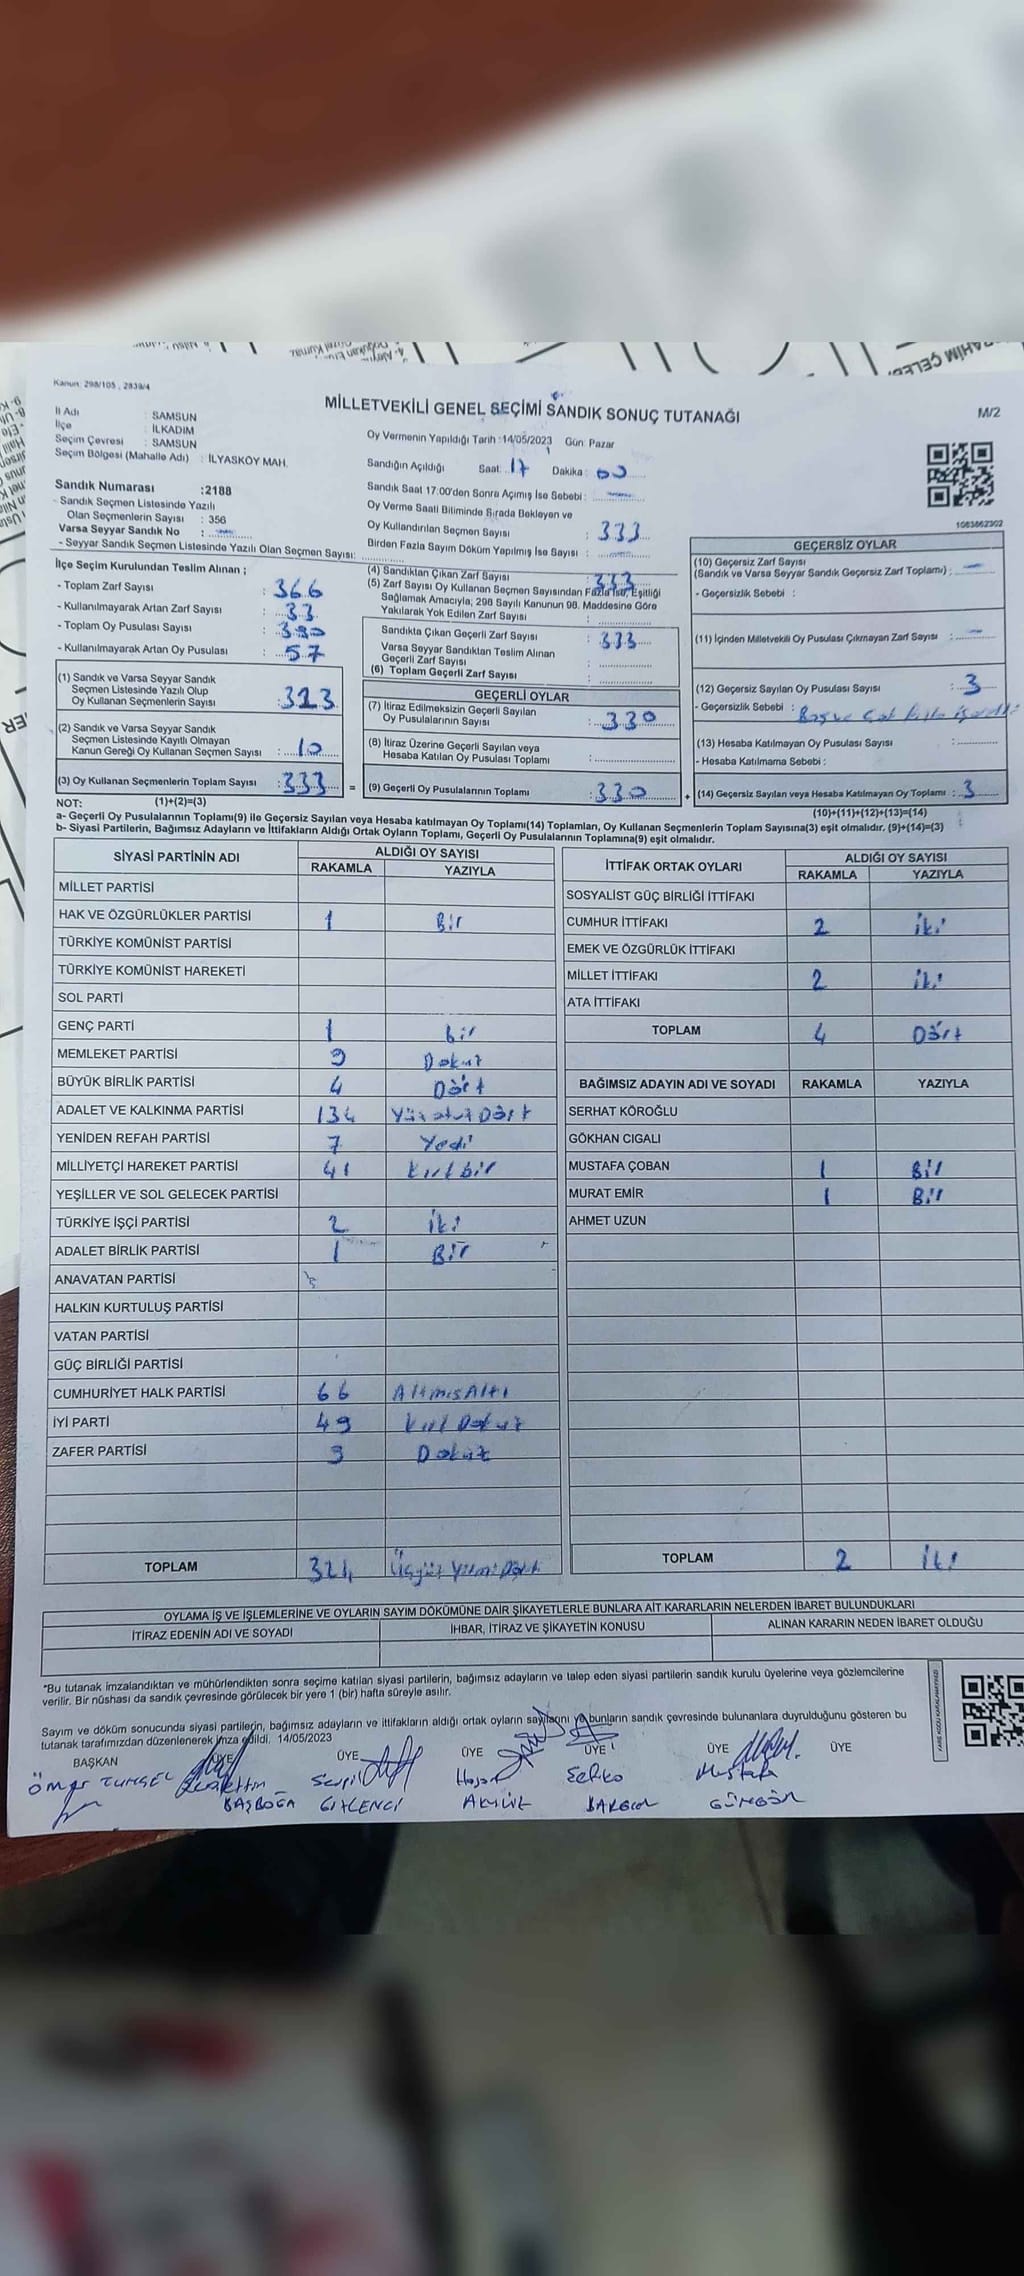 Kanun: 298/105 , 2839/4
MİLLETVEKİLİ GENEL SEÇİMİ SANDIK SONUÇ TUTANAĞI
M/2
İl Adı : SAMSUN
İlçe : İLKADIM
Seçim Çevresi : SAMSUN
Seçim Bölgesi (Mahalle Adı) : İLYASKÖY MAH.
Sandık Numarası :2188
- Sandık Seçmen Listesinde Yazılı
Olan Seçmenlerin Sayısı : 356
Varsa Seyyar Sandık No :
- Seyyar Sandık Seçmen Listesinde Yazılı Olan Seçmen Sayısı:
İlçe Seçim Kurulundan Teslim Alınan ;
- Toplam Zarf Sayısı : 366
- Kullanılmayarak Artan Zarf Sayısı : 33
- Toplam Oy Pusulası Sayısı :
- Kullanılmayarak Artan Oy Pusulası : 57
(1) Sandık ve Varsa Seyyar Sandık
Seçmen Listesinde Yazılı Olup
Oy Kullanan Seçmenlerin Sayısı : 323
(2) Sandık ve Varsa Seyyar Sandık
Seçmen Listesinde Kayıtlı Olmayan
Kanun Gereği Oy Kullanan Seçmen Sayısı : 10
(3) Oy Kullanan Seçmenlerin Toplam Sayısı : 333 =
Oy Vermenin Yapıldığı Tarih :14/05/2023 Gün: Pazar
Sandığın Açıldığı Saat: 17 Dakika: 00
Sandık Saat 17:00'den Sonra Açımış İse Sebebi :
Oy Verme Saati Bitiminde Sırada Bekleyen ve
Oy Kullandırılan Seçmen Sayısı : 333
Birden Fazla Sayım Döküm Yapılmış İse Sayısı :
(4) Sandıktan Çıkan Zarf Sayısı : 333
(5) Zarf Sayısı Oy Kullanan Seçmen Sayısından Fazla İse, Eşitliği
Sağlamak Amacıyla; 298 Sayılı Kanunun 98. Maddesine Göre
Yakılarak Yok Edilen Zarf Sayısı :
Sandıkta Çıkan Geçerli Zarf Sayısı : 333
Varsa Seyyar Sandıktan Teslim Alınan
Geçerli Zarf Sayısı :
(6) Toplam Geçerli Zarf Sayısı :
GEÇERLİ OYLAR
(7) İtiraz Edilmeksizin Geçerli Sayılan
Oy Pusulalarının Sayısı : 330
(8) İtiraz Üzerine Geçerli Sayılan veya
Hesaba Katılan Oy Pusulası Toplamı :
(9) Geçerli Oy Pusulalarının Toplamı : 330 +
1083862302
GEÇERSİZ OYLAR
(10) Geçersiz Zarf Sayısı
(Sandık ve Varsa Seyyar Sandık Geçersiz Zarf Toplamı) :
- Geçersizlik Sebebi :
(11) İçinden Milletvekili Oy Pusulası Çıkmayan Zarf Sayısı :
(12) Geçersiz Sayılan Oy Pusulası Sayısı : 3
- Geçersizlik Sebebi :
(13) Hesaba Katılmayan Oy Pusulası Sayısı :
- Hesaba Katılmama Sebebi :
(14) Geçersiz Sayılan veya Hesaba Katılmayan Oy Toplamı : 3
NOT: (1)+(2)=(3) (10)+(11)+(12)+(13)=(14)
a- Geçerli Oy Pusulalarının Toplamı(9) ile Geçersiz Sayılan veya Hesaba katılmayan Oy Toplamı(14) Toplamları, Oy Kullanan Seçmenlerin Toplam Sayısına(3) eşit olmalıdır. (9)+(14)=(3)
b- Siyasi Partilerin, Bağımsız Adayların ve İttifakların Aldığı Ortak Oyların Toplamı, Geçerli Oy Pusulalarının Toplamına(9) eşit olmalıdır.
SİYASİ PARTİNİN ADI ALDIĞI OY SAYISI
RAKAMLA YAZIYLA
MİLLET PARTİSİ
HAK VE ÖZGÜRLÜKLER PARTİSİ 1 Bir
TÜRKİYE KOMÜNİST PARTİSİ
TÜRKİYE KOMÜNİST HAREKETİ
SOL PARTİ
GENÇ PARTİ 1 bir
MEMLEKET PARTİSİ 9 Dokuz
BÜYÜK BİRLİK PARTİSİ 4 Dört
ADALET VE KALKINMA PARTİSİ 134 Yüzotuz Dört
YENİDEN REFAH PARTİSİ 7 Yedi
MİLLİYETÇİ HAREKET PARTİSİ 41 Kırkbir
YEŞİLLER VE SOL GELECEK PARTİSİ
TÜRKİYE İŞÇİ PARTİSİ 2 İki
ADALET BİRLİK PARTİSİ 1 Bir
ANAVATAN PARTİSİ
HALKIN KURTULUŞ PARTİSİ
VATAN PARTİSİ
GÜÇ BİRLİĞİ PARTİSİ
CUMHURİYET HALK PARTİSİ 66 AltmışAltı
İYİ PARTİ 49 Kırk Dokuz
ZAFER PARTİSİ 9 Dokuz
TOPLAM 324 Üçyüz Yirmi Dört
İTTİFAK ORTAK OYLARI ALDIĞI OY SAYISI
RAKAMLA YAZIYLA
SOSYALİST GÜÇ BİRLİĞİ İTTİFAKI
CUMHUR İTTİFAKI 2 İki
EMEK VE ÖZGÜRLÜK İTTİFAKI
MİLLET İTTİFAKI 2 İki
ATA İTTİFAKI
TOPLAM 4 Dört
BAĞIMSIZ ADAYIN ADI VE SOYADI RAKAMLA YAZIYLA
SERHAT KÖROĞLU
GÖKHAN CIGALI
MUSTAFA ÇOBAN 1 Bir
MURAT EMİR 1 Bir
AHMET UZUN
TOPLAM 2 İki
OYLAMA İŞ VE İŞLEMLERİNE VE OYLARIN SAYIM DÖKÜMÜNE DAİR ŞİKAYETLERLE BUNLARA AİT KARARLARIN NELERDEN İBARET BULUNDUKLARI
İTİRAZ EDENİN ADI VE SOYADI İHBAR, İTİRAZ VE ŞİKAYETİN KONUSU ALINAN KARARIN NEDEN İBARET OLDUĞU
*Bu tutanak imzalandıktan ve mühürlendikten sonra seçime katılan siyasi partilerin, bağımsız adayların ve talep eden siyasi partilerin sandık kurulu üyelerine veya gözlemcilerine
verilir. Bir nüshası da sandık çevresinde görülecek bir yere 1 (bir) hafta süreyle asılır.
Sayım ve döküm sonucunda siyasi partilerin, bağımsız adayların ve ittifakların aldığı ortak oyların sayılarını ve bunların sandık çevresinde bulunanlara duyrulduğunu gösteren bu
tutanak tarafımızdan düzenlenerek imza edildi. 14/05/2023
BAŞKAN ÜYE ÜYE ÜYE ÜYE ÜYE ÜYE
Mustafa
BAŞBOĞA GÜNGÖR